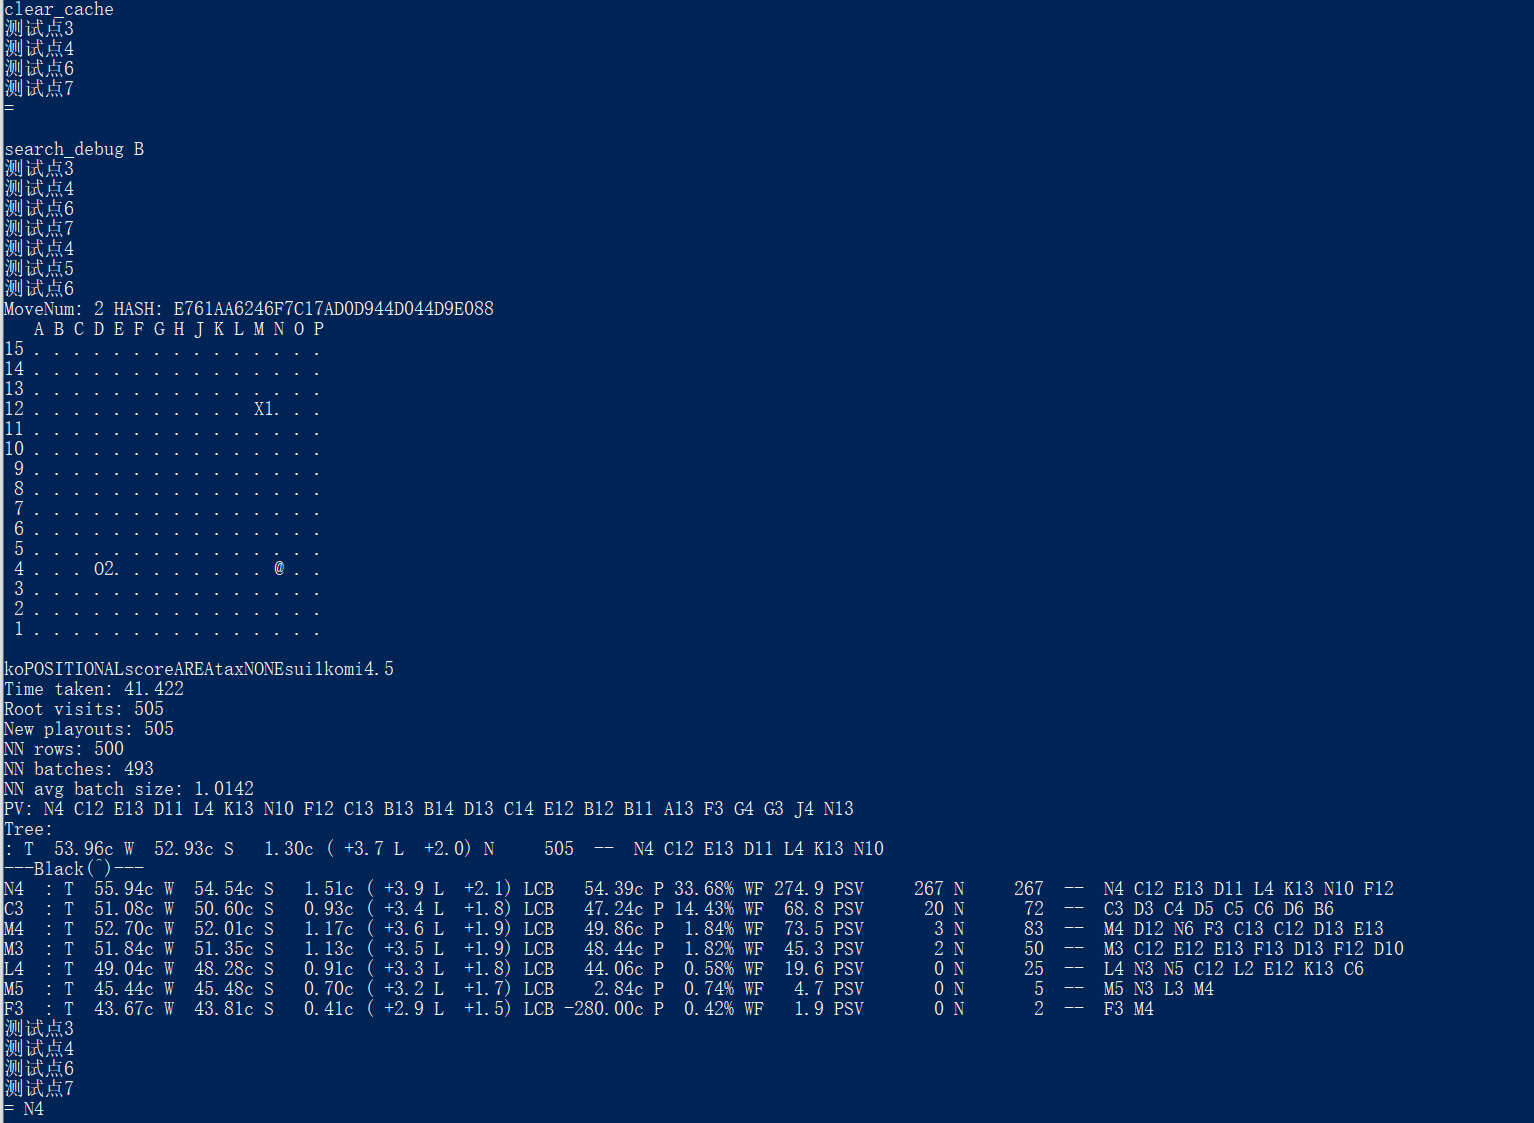 clear_cache
测试点3
测试点4
测试点6
测试点7
=
search_debug B
测试点3
测试点4
测试点6
测试点7
测试点4
测试点5
测试点6
MoveNum: 2 HASH: E761AA6246F7C17AD0D944D044D9E088
   A B C D E F G H J K L M N O P
15 . . . . . . . . . . . . . . .
14 . . . . . . . . . . . . . . .
13 . . . . . . . . . . . . . . .
12 . . . . . . . . . . . X1. . .
11 . . . . . . . . . . . . . . .
10 . . . . . . . . . . . . . . .
 9 . . . . . . . . . . . . . . .
 8 . . . . . . . . . . . . . . .
 7 . . . . . . . . . . . . . . .
 6 . . . . . . . . . . . . . . .
 5 . . . . . . . . . . . . . . .
 4 . . . O2. . . . . . . . @ . .
 3 . . . . . . . . . . . . . . .
 2 . . . . . . . . . . . . . . .
 1 . . . . . . . . . . . . . . .
koPOSITIONALscoreAREAtaxNONEsui1komi4.5
Time taken: 41.422
Root visits: 505
New playouts: 505
NN rows: 500
NN batches: 493
NN avg batch size: 1.0142
PV: N4 C12 E13 D11 L4 K13 N10 F12 C13 B13 B14 D13 C14 E12 B12 B11 A13 F3 G4 G3 J4 N13
Tree:
: T  53.96c W  52.93c S   1.30c ( +3.7 L  +2.0) N     505  --  N4 C12 E13 D11 L4 K13 N10
---Black(^)---
N4  : T  55.94c W  54.54c S   1.51c ( +3.9 L  +2.1) LCB   54.39c P 33.68% WF 274.9 PSV     267 N     267  --  N4 C12 E13 D11 L4 K13 N10 F12
C3  : T  51.08c W  50.60c S   0.93c ( +3.4 L  +1.8) LCB   47.24c P 14.43% WF  68.8 PSV      20 N      72  --  C3 D3 C4 D5 C5 C6 D6 B6
M4  : T  52.70c W  52.01c S   1.17c ( +3.6 L  +1.9) LCB   49.86c P  1.84% WF  73.5 PSV       3 N      83  --  M4 D12 N6 F3 C13 C12 D13 E13
M3  : T  51.84c W  51.35c S   1.13c ( +3.5 L  +1.9) LCB   48.44c P  1.82% WF  45.3 PSV       2 N      50  --  M3 C12 E12 E13 F13 D13 F12 D10
L4  : T  49.04c W  48.28c S   0.91c ( +3.3 L  +1.8) LCB   44.06c P  0.58% WF  19.6 PSV       0 N      25  --  L4 N3 N5 C12 L2 E12 K13 C6
M5  : T  45.44c W  45.48c S   0.70c ( +3.2 L  +1.7) LCB    2.84c P  0.74% WF   4.7 PSV       0 N       5  --  M5 N3 L3 M4
F3  : T  43.67c W  43.81c S   0.41c ( +2.9 L  +1.5) LCB -280.00c P  0.42% WF   1.9 PSV       0 N       2  --  F3 M4
测试点3
测试点4
测试点6
测试点7
= N4